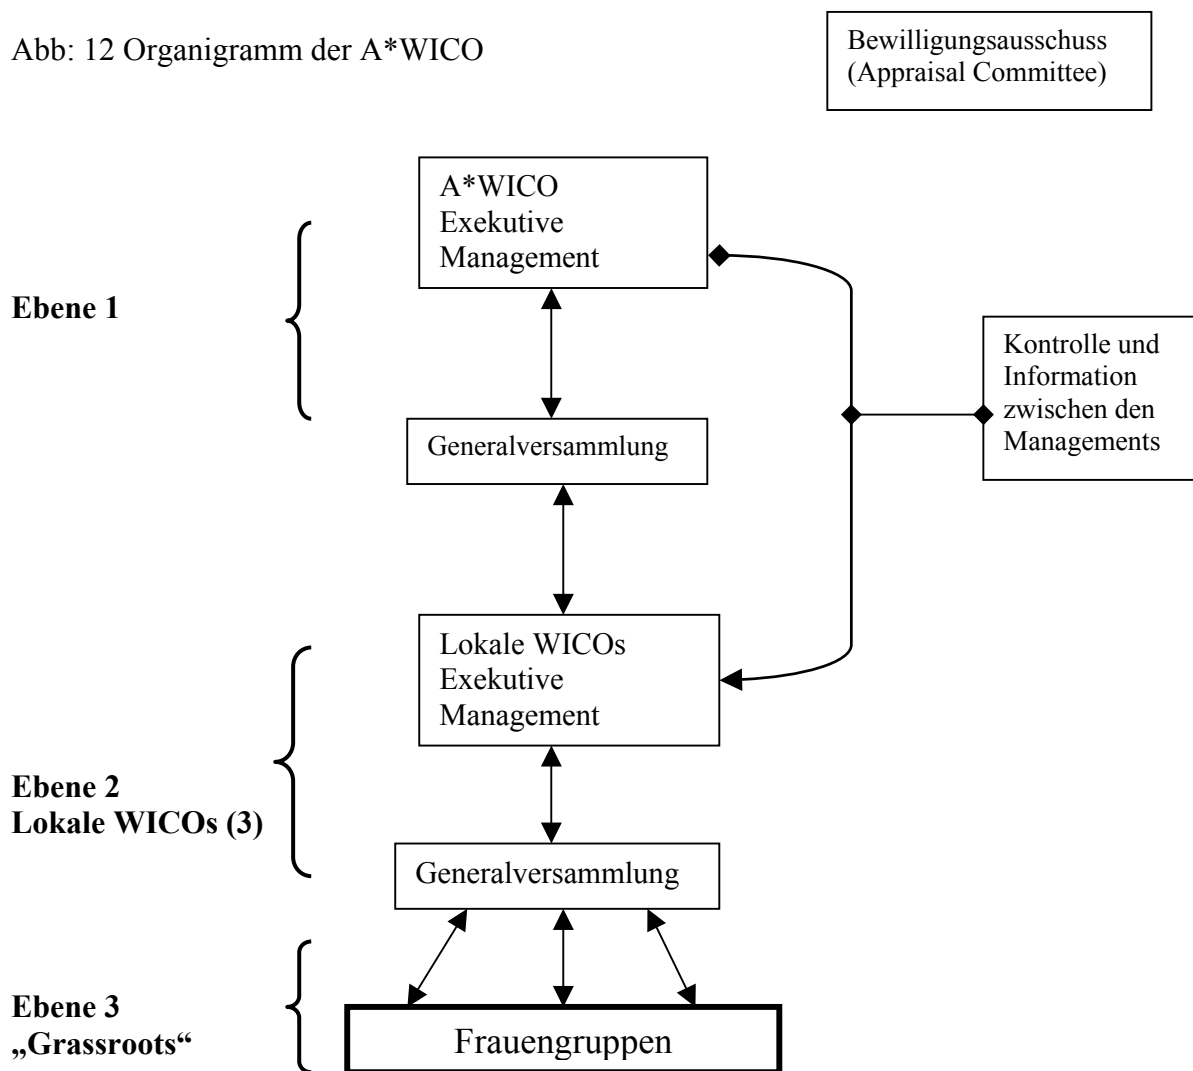 Abb: 12 Organigramm der A*WICO
Bewilligungsausschuss
(Appraisal Committee)
A*WICO
Exekutive
Management
Ebene 1
Kontrolle und
Information
zwischen den
Managements
Generalversammlung
Lokale WICOs
Exekutive
Management
Ebene 2
Lokale WICOs (3)
Generalversammlung
Ebene 3
„Grassroots“
Frauengruppen